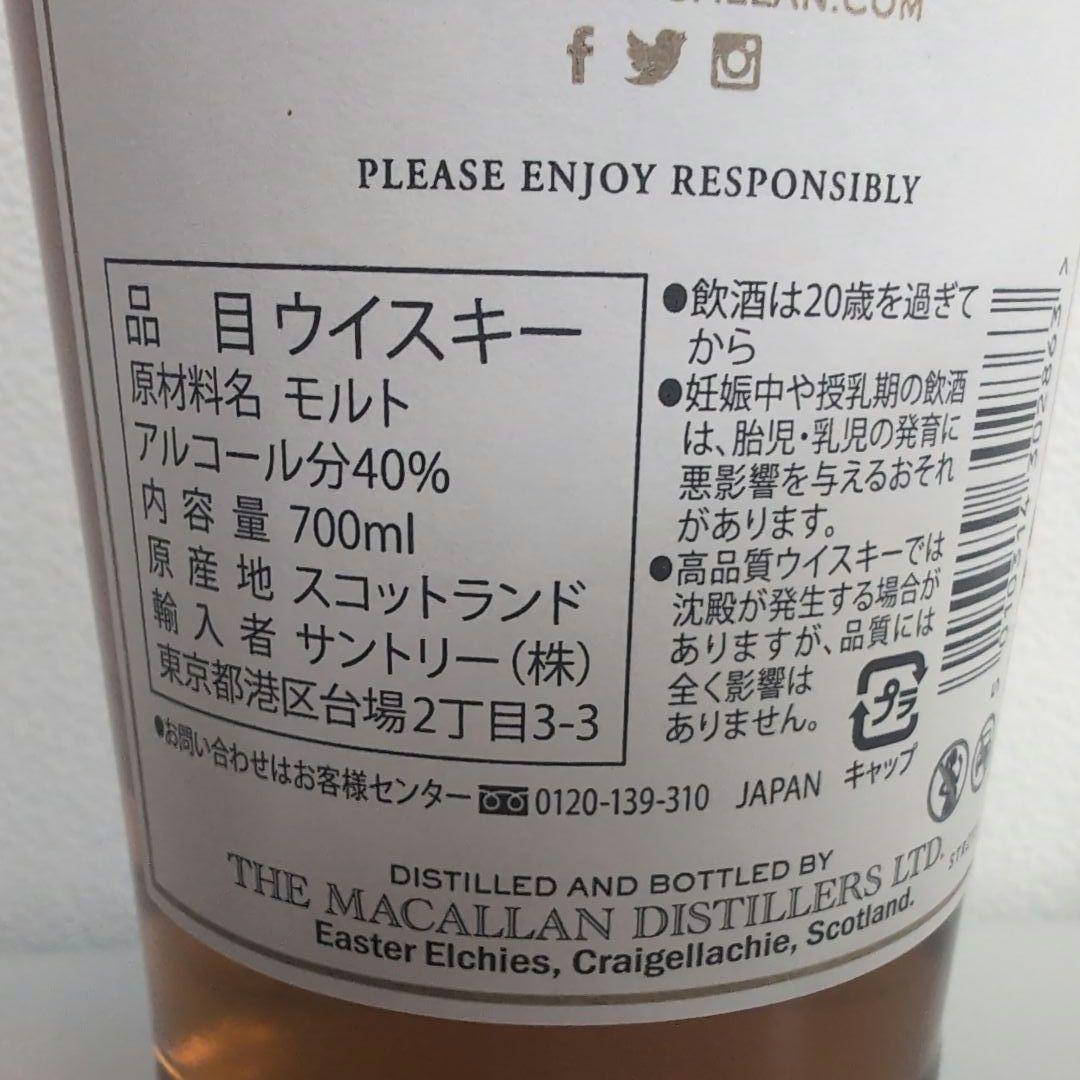 PLEASE ENJOY RESPONSIBLY
品 目 ウイスキー
原材料名 モルト
アルコール分40%
内容量 700ml
原産地 スコットランド
輸入者 サントリー(株)
東京都港区台場2丁目3-3
●飲酒は20歳を過ぎて
から
●妊娠中や授乳期の飲酒
は、胎児・乳児の発育に
悪影響を与えるおそれ
があります。
●高品質ウイスキーでは
沈殿が発生する場合が
ありますが、品質には
全く影響は
ありません。
プラ
キャップ
●お問い合わせはお客様センター 0120-139-310 JAPAN
DISTILLED AND BOTTLED BY
THE MACALLAN DISTILLERS LTD.
Easter Elchies, Craigellachie, Scotland.